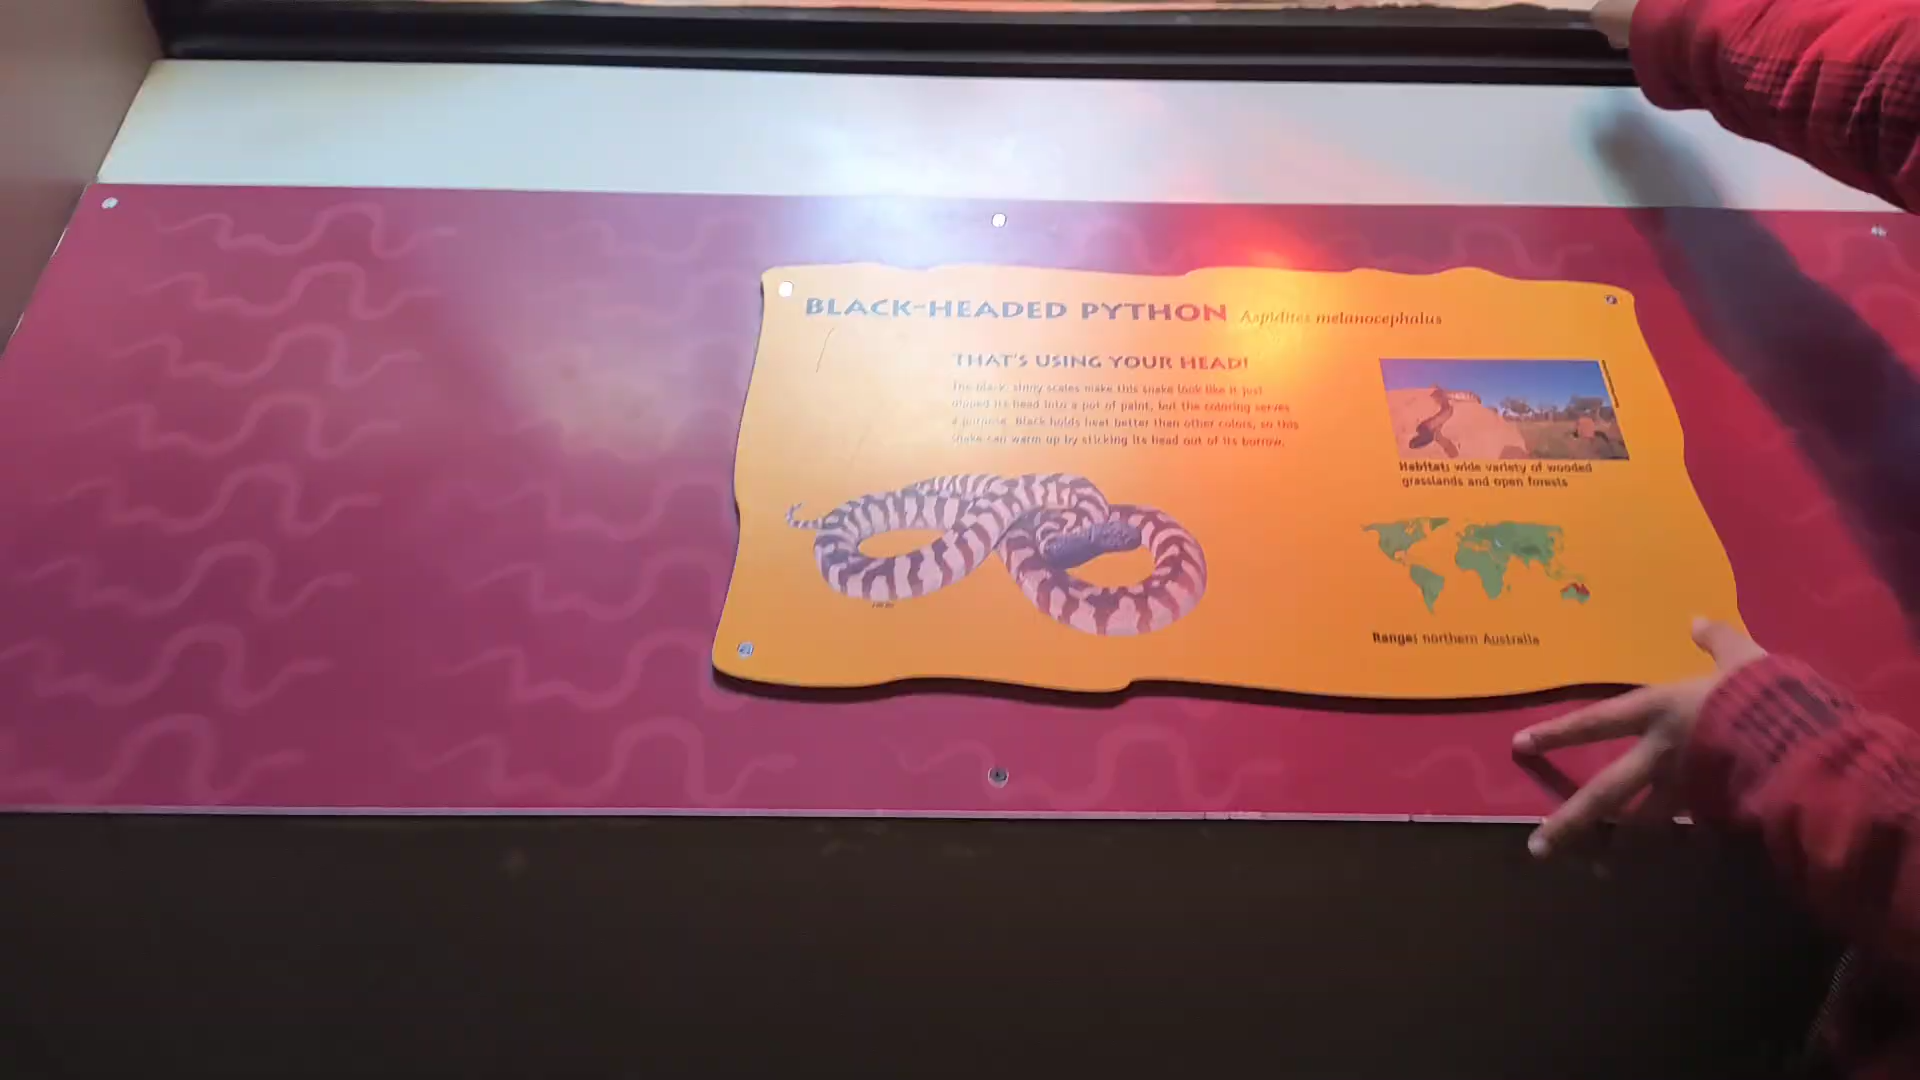 BLACK-HEADED PYTHON Aspidites melanocephalus
THAT'S USING YOUR HEAD!
The black, shiny scales make this snake look like it just
dipped its head into a pot of paint, but the coloring serves
a purpose. Black holds heat better than other colors, so this
snake can warm up by sticking its head out of its burrow.
Habitat: wide variety of wooded
grasslands and open forests
Range: northern Australia